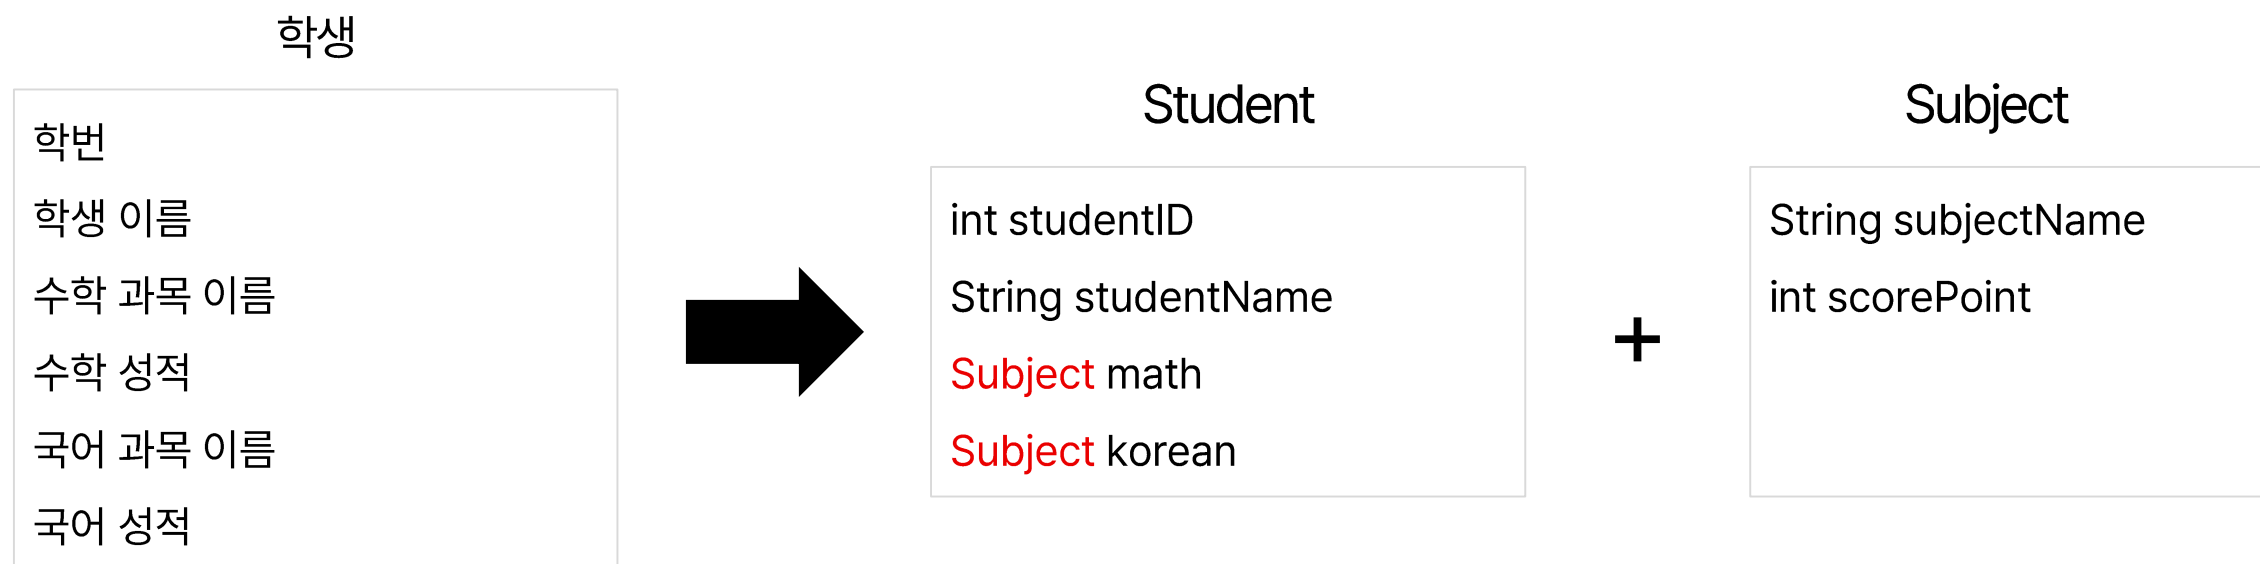 학생
학번
학생 이름
수학 과목 이름
수학 성적
국어 과목 이름
국어 성적
Student
int studentID
String studentName
Subject math
Subject korean
+
Subject
String subjectName
int scorePoint